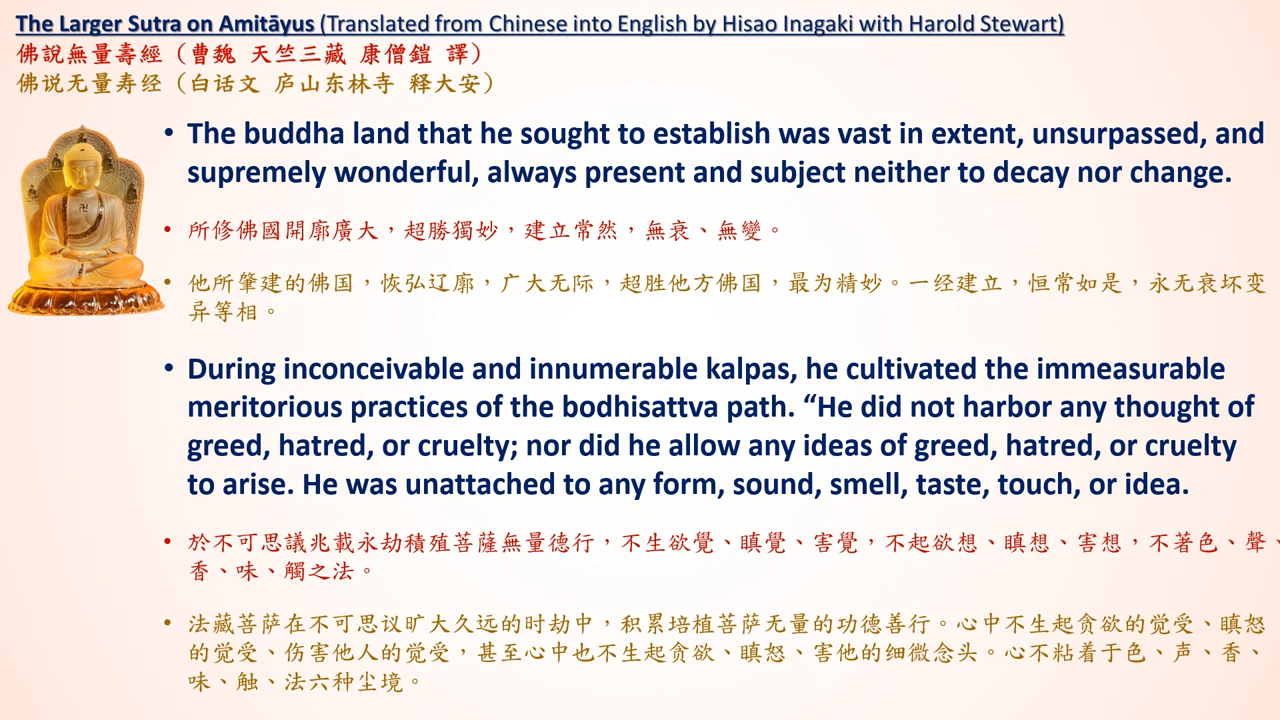 The Larger Sutra on Amitāyus (Translated from Chinese into English by Hisao Inagaki with Harold Stewart)
佛說無量壽經（曹魏 天竺三藏 康僧鎧 譯）
佛说无量寿经（白话文 庐山东林寺 释大安）
• The buddha land that he sought to establish was vast in extent, unsurpassed, and
supremely wonderful, always present and subject neither to decay nor change.
• 所修佛國開廓廣大，超勝獨妙，建立常然，無衰、無變。
• 他所肇建的佛国，恢弘辽廓，广大无际，超胜他方佛国，最为精妙。一经建立，恒常如是，永无衰坏变
异等相。
• During inconceivable and innumerable kalpas, he cultivated the immeasurable
meritorious practices of the bodhisattva path. “He did not harbor any thought of
greed, hatred, or cruelty; nor did he allow any ideas of greed, hatred, or cruelty
to arise. He was unattached to any form, sound, smell, taste, touch, or idea.
• 於不可思議兆載永劫積殖菩薩無量德行，不生欲覺、瞋覺、害覺，不起欲想、瞋想、害想，不著色、聲、
香、味、觸之法。
• 法藏菩萨在不可思议旷大久远的时劫中，积累培植菩萨无量的功德善行。心中不生起贪欲的觉受、瞋怒
的觉受、伤害他人的觉受，甚至心中也不生起贪欲、瞋怒、害他的细微念头。心不粘着于色、声、香、
味、触、法六种尘境。